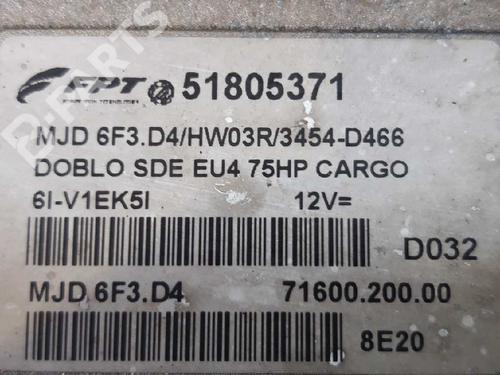 FPT 51805371
MJD 6F3.D4/HW03R/3454-D466
DOBLO SDE EU4 75HP CARGO
6I-V1EK5I 12V=
D032
MJD 6F3.D4 71600.200.00
8E20